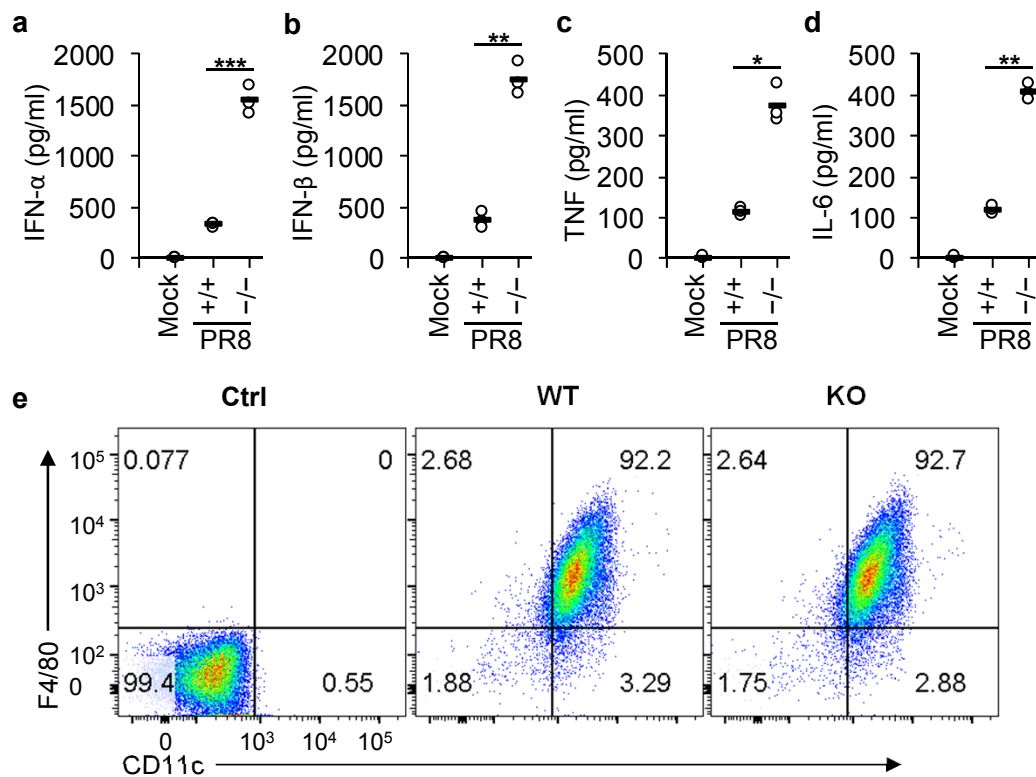 a
b
c
d
***
**
*
**
2000
1500
1000
500
0
IFN-α (pg/ml)
2000
1500
1000
500
0
IFN-β (pg/ml)
500
400
300
200
100
0
TNF (pg/ml)
500
400
300
200
100
0
IL-6 (pg/ml)
Mock +/+ −/−
PR8
Mock +/+ −/−
PR8
Mock +/+ −/−
PR8
Mock +/+ −/−
PR8
e
Ctrl
WT
KO
10⁵
10⁴
10³
10²
0
F4/80
0.077 0
99.4 0.55
2.68 92.2
1.88 3.29
2.64 92.7
1.75 2.88
0 10³ 10⁴ 10⁵
CD11c